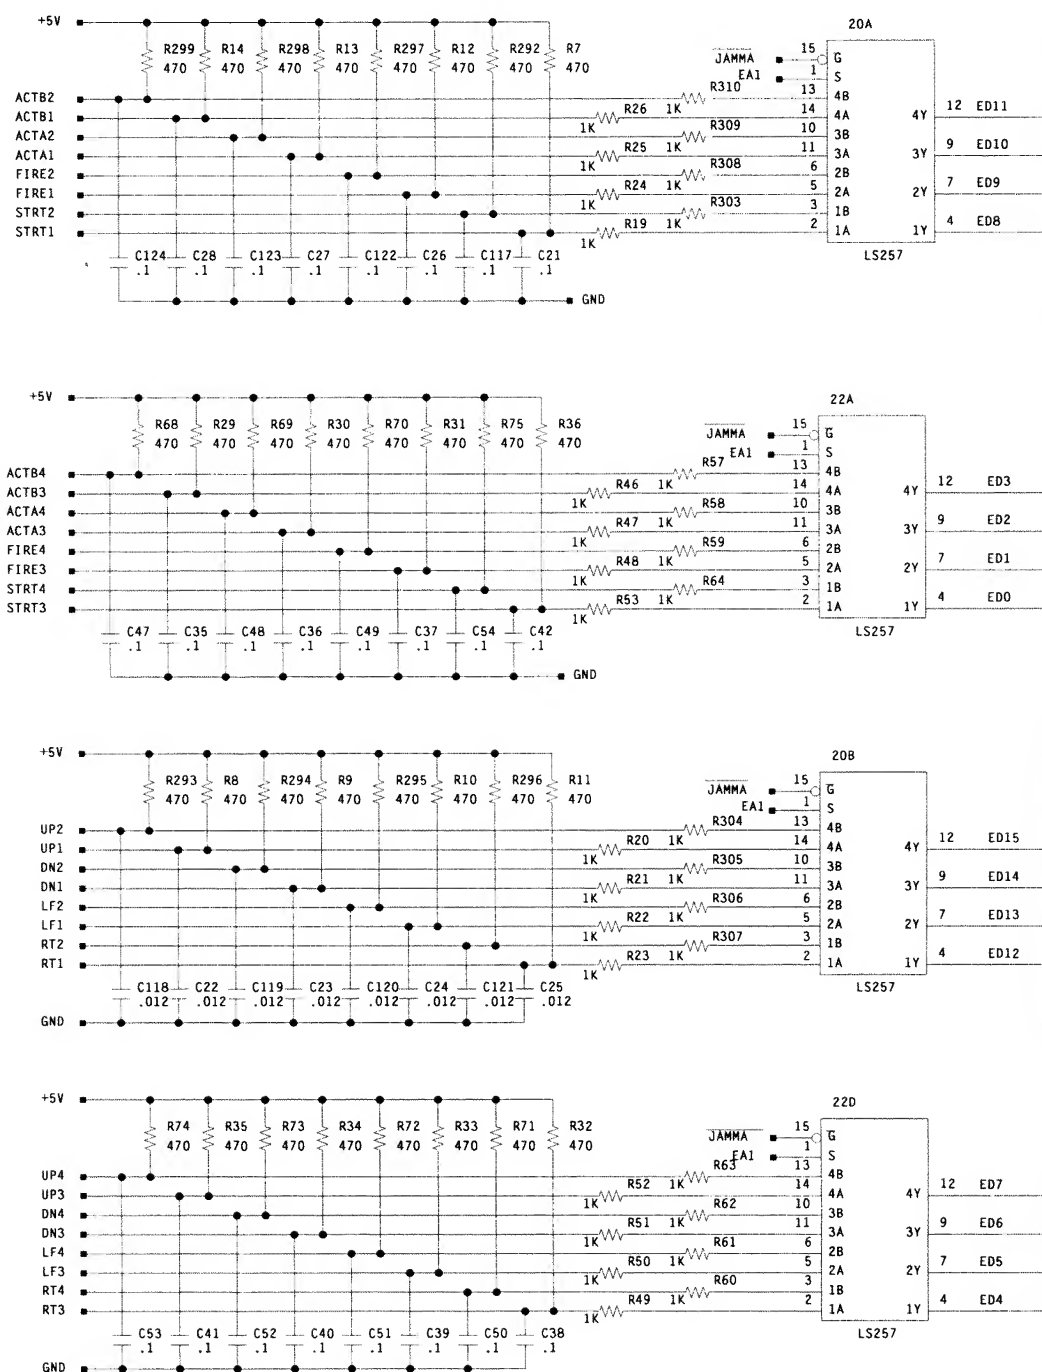 +5V
20A
R299 R14 R298 R13 R297 R12 R292 R7
470 470 470 470 470 470 470 470
JAMMA 15 G
EA1 1 S
ACTB2 R310 1K 13 4B
ACTB1 R26 1K 14 4A 4Y 12 ED11
ACTA2 R309 1K 10 3B
ACTA1 R25 1K 11 3A 3Y 9 ED10
FIRE2 R308 1K 6 2B
FIRE1 R24 1K 5 2A 2Y 7 ED9
STRT2 R303 1K 3 1B
STRT1 R19 1K 2 1A 1Y 4 ED8
LS257
C124 C28 C123 C27 C122 C26 C117 C21
.1 .1 .1 .1 .1 .1 .1 .1
GND
+5V
22A
R68 R29 R69 R30 R70 R31 R75 R36
470 470 470 470 470 470 470 470
JAMMA 15 G
EA1 1 S
ACTB4 R57 1K 13 4B
ACTB3 R46 1K 14 4A 4Y 12 ED3
ACTA4 R58 1K 10 3B
ACTA3 R47 1K 11 3A 3Y 9 ED2
FIRE4 R59 1K 6 2B
FIRE3 R48 1K 5 2A 2Y 7 ED1
STRT4 R64 1K 3 1B
STRT3 R53 1K 2 1A 1Y 4 ED0
LS257
C47 C35 C48 C36 C49 C37 C54 C42
.1 .1 .1 .1 .1 .1 .1 .1
GND
+5V
20B
R293 R8 R294 R9 R295 R10 R296 R11
470 470 470 470 470 470 470 470
JAMMA 15 G
EA1 1 S
UP2 R304 1K 13 4B
UP1 R20 1K 14 4A 4Y 12 ED15
DN2 R305 1K 10 3B
DN1 R21 1K 11 3A 3Y 9 ED14
LF2 R306 1K 6 2B
LF1 R22 1K 5 2A 2Y 7 ED13
RT2 R307 1K 3 1B
RT1 R23 1K 2 1A 1Y 4 ED12
LS257
C118 C22 C119 C23 C120 C24 C121 C25
.012 .012 .012 .012 .012 .012 .012 .012
GND
+5V
22D
R74 R35 R73 R34 R72 R33 R71 R32
470 470 470 470 470 470 470 470
JAMMA 15 G
EA1 1 S
UP4 R63 1K 13 4B
UP3 R52 1K 14 4A 4Y 12 ED7
DN4 R62 1K 10 3B
DN3 R51 1K 11 3A 3Y 9 ED6
LF4 R61 1K 6 2B
LF3 R50 1K 5 2A 2Y 7 ED5
RT4 R60 1K 3 1B
RT3 R49 1K 2 1A 1Y 4 ED4
LS257
C53 C41 C52 C40 C51 C39 C50 C38
.1 .1 .1 .1 .1 .1 .1 .1
GND